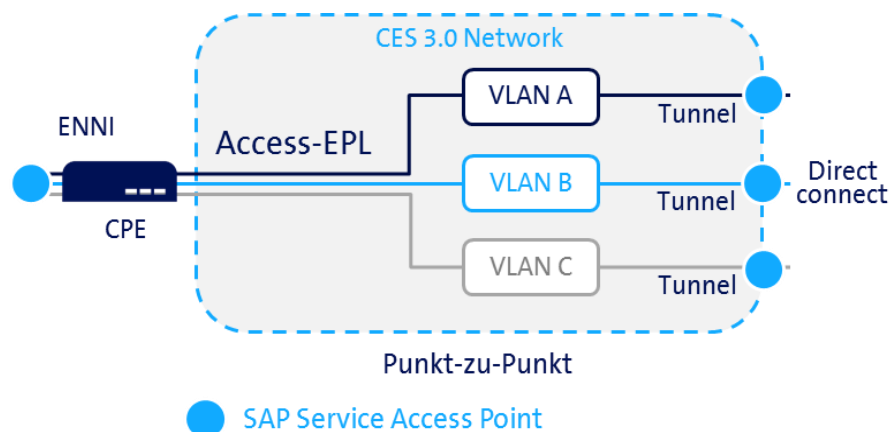 CES 3.0 Network
VLAN A
Tunnel
ENNI
Access-EPL
VLAN B
Tunnel
Direct
connect
CPE
VLAN C
Tunnel
Punkt-zu-Punkt
SAP Service Access Point